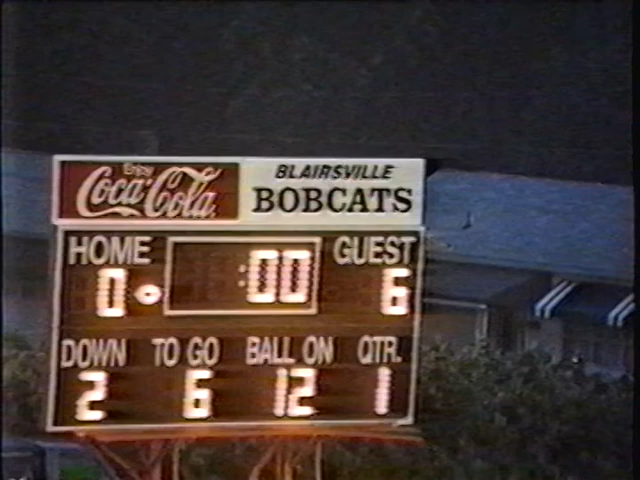 Enjoy
Coca-Cola
BLAIRSVILLE
BOBCATS
HOME :00 GUEST
0 6
DOWN TO GO BALL ON QTR.
2 6 12 1